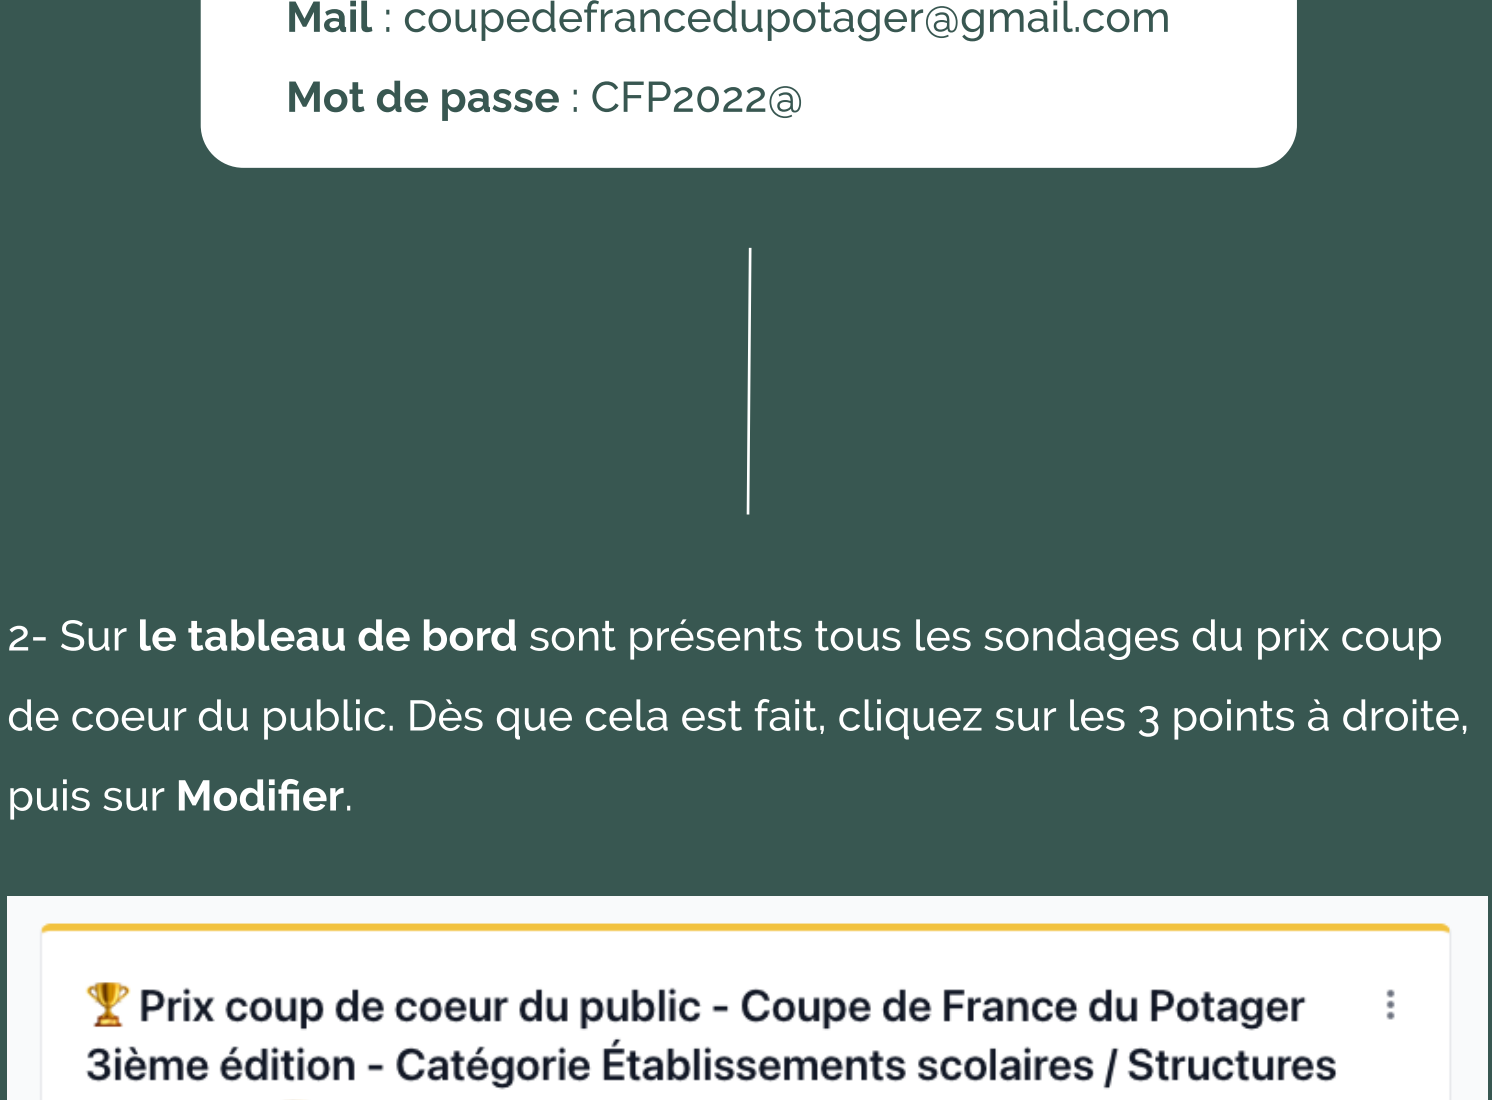 Mail : coupedefrancedupotager@gmail.com
Mot de passe : CFP2022@
2- Sur le tableau de bord sont présents tous les sondages du prix coup
de coeur du public. Dès que cela est fait, cliquez sur les 3 points à droite,
puis sur Modifier.
🏆 Prix coup de coeur du public - Coupe de France du Potager
3ième édition - Catégorie Établissements scolaires / Structures